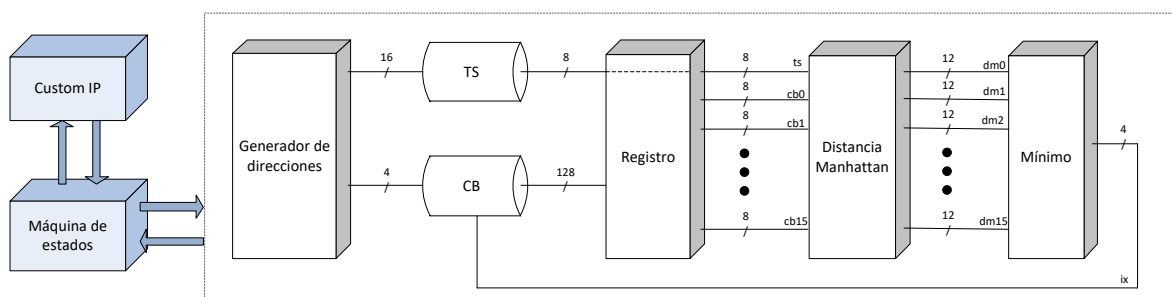 Custom IP
Máquina de
estados
Generador de
direcciones
16
TS
8
4
CB
128
Registro
8
ts
8
cb0
8
cb1
8
cb15
Distancia
Manhattan
12
dm0
12
dm1
12
dm2
12
dm15
Mínimo
4
ix